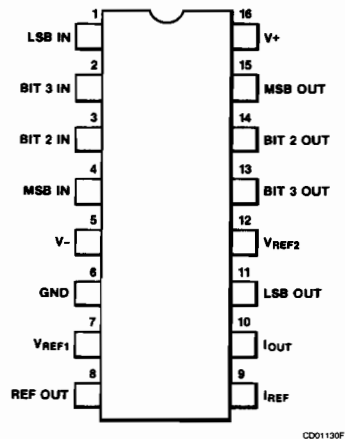 1 16
LSB IN V+
2 15
BIT 3 IN MSB OUT
3 14
BIT 2 IN BIT 2 OUT
4 13
MSB IN BIT 3 OUT
5 12
V– VREF2
6 11
GND LSB OUT
7 10
VREF1 IOUT
8 9
REF OUT IREF
CD01130F